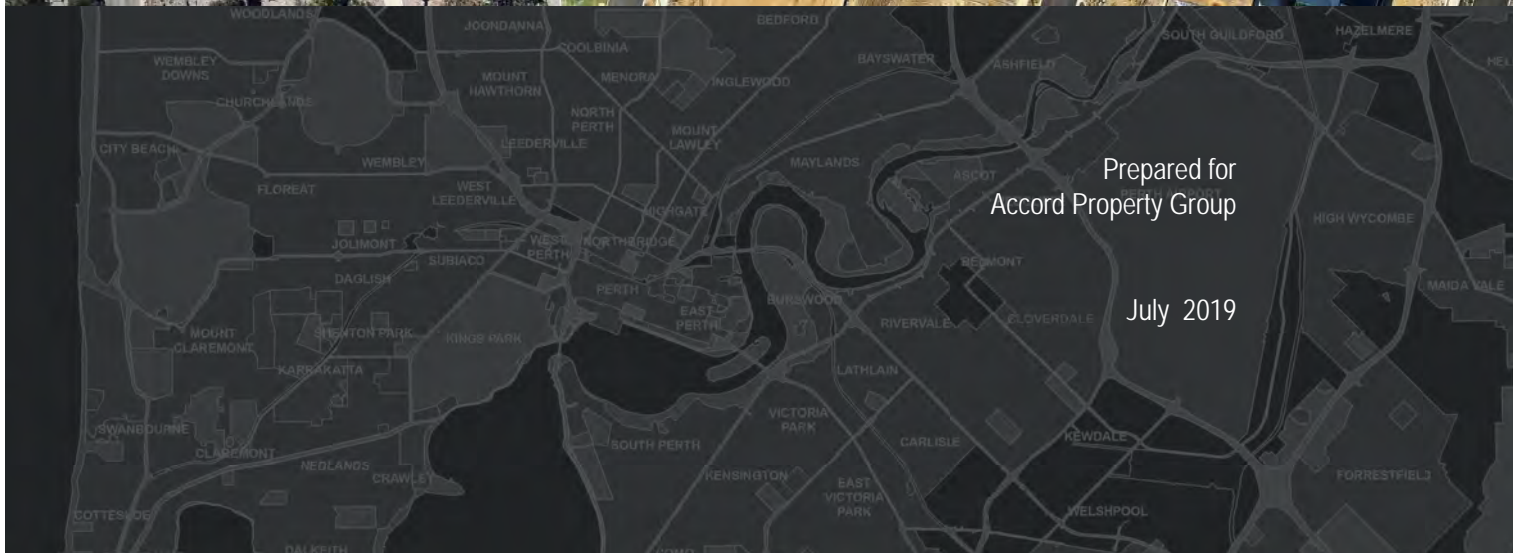 WOODLANDS
JOONDANNA
BEDFORD
SOUTH GUILDFORD
HAZELMERE
WEMBLEY
DOWNS
COOLBINIA
MENORA
INGLEWOOD
BAYSWATER
ASHFIELD
MOUNT
HAWTHORN
CHURCHLANDS
NORTH
PERTH
MOUNT
LAWLEY
LEEDERVILLE
CITY BEACH
WEMBLEY
MAYLANDS
ASCOT
Prepared for
Accord Property Group
PERTH AIRPORT
FLOREAT
WEST
LEEDERVILLE
HIGHGATE
HIGH WYCOMBE
JOLIMONT
SUBIACO
WEST
PERTH
NORTHBRIDGE
BELMONT
DAGLISH
PERTH
EAST
PERTH
BURSWOOD
RIVERVALE
CLOVERDALE
July 2019
MAIDA VALE
MOUNT
CLAREMONT
SHENTON PARK
KINGS PARK
KARRAKATTA
LATHLAIN
VICTORIA
PARK
SWANBOURNE
CLAREMONT
SOUTH PERTH
CARLISLE
KEWDALE
NEDLANDS
CRAWLEY
KENSINGTON
EAST
VICTORIA
PARK
FORRESTFIELD
COTTESLOE
WELSHPOOL
DALKEITH
COMO